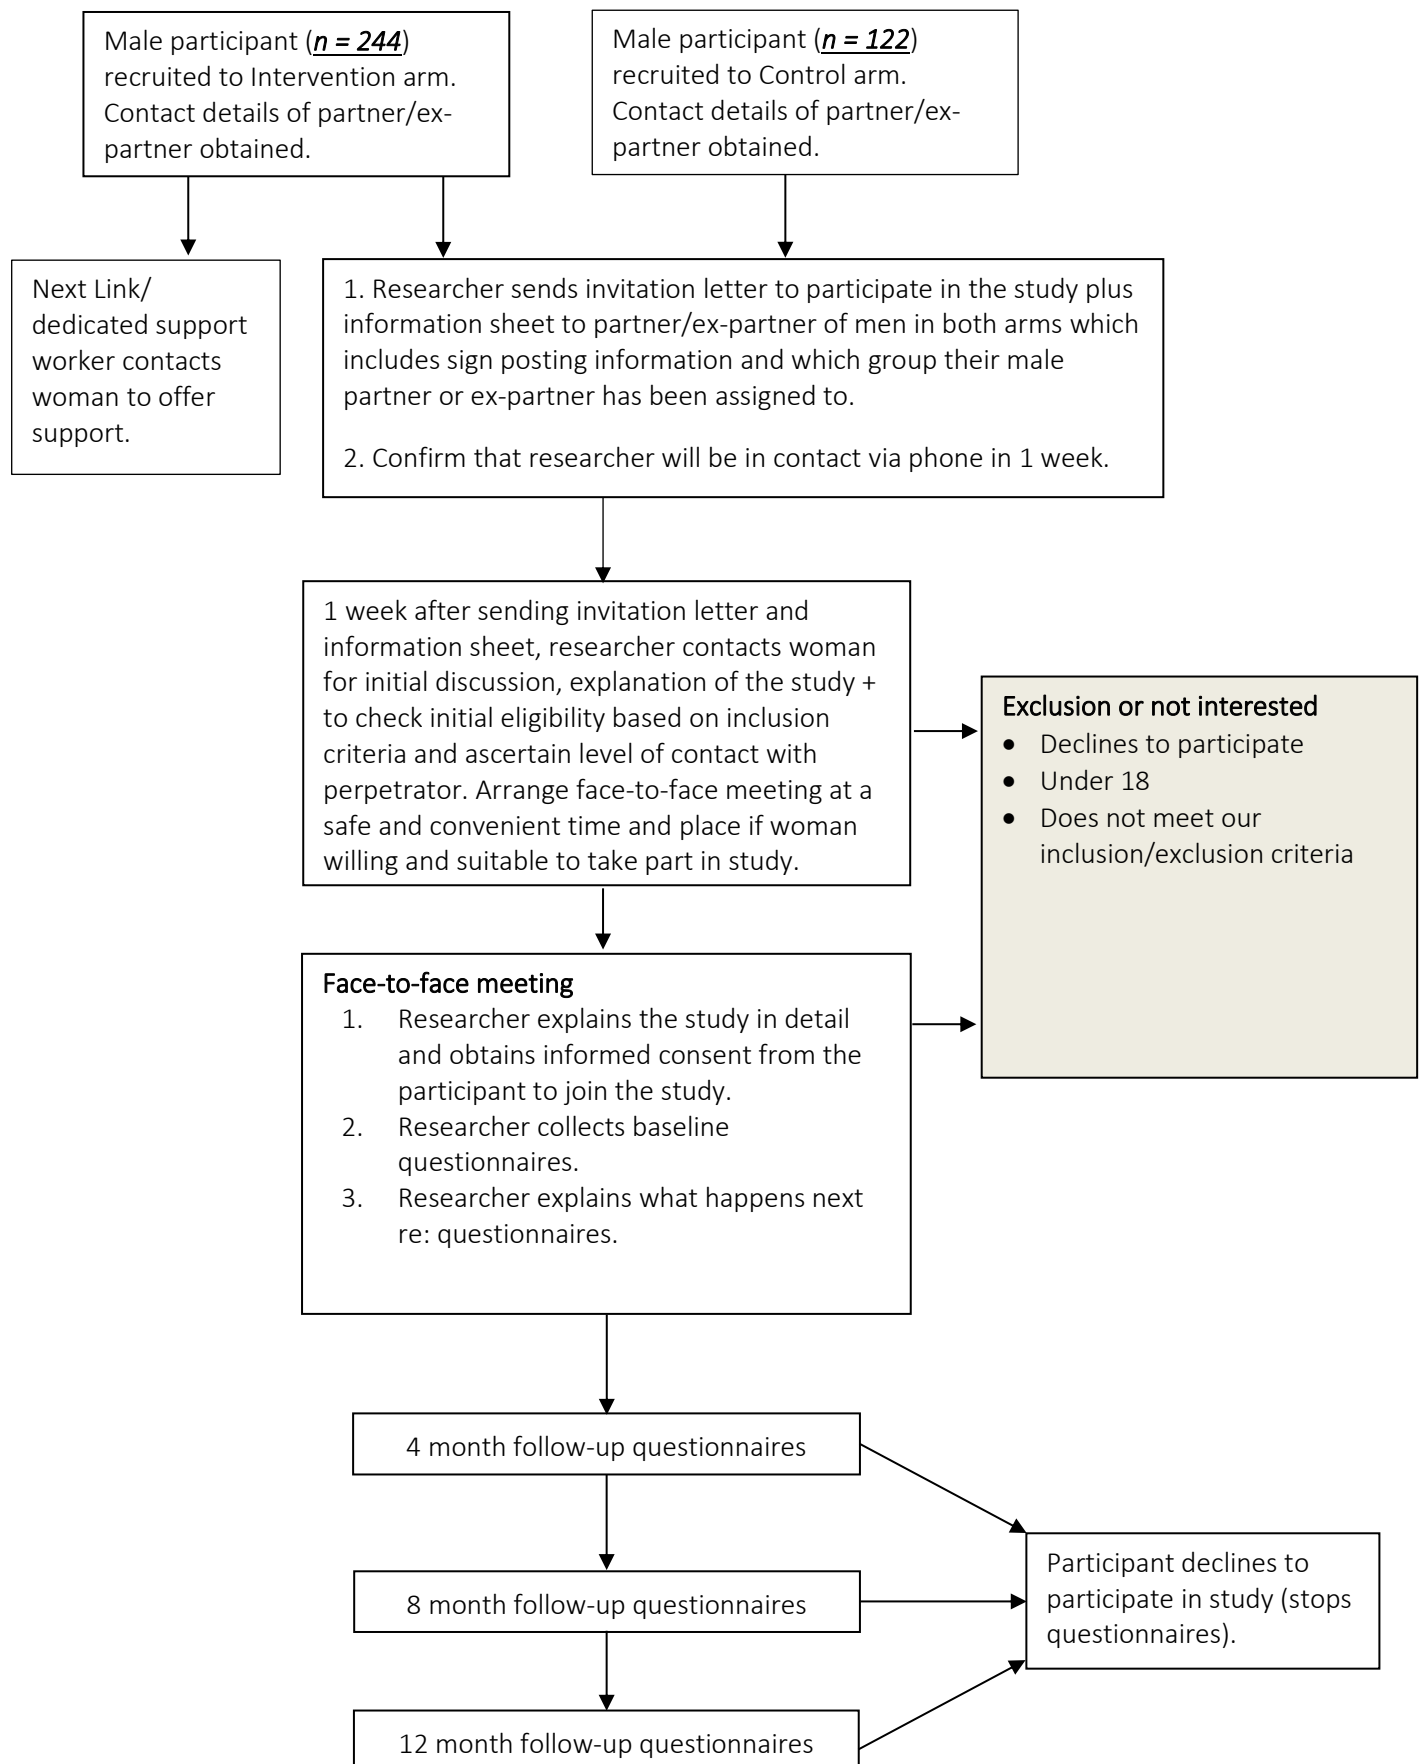 Male participant (n = 244)
recruited to Intervention arm.
Contact details of partner/ex-
partner obtained.
Male participant (n = 122)
recruited to Control arm.
Contact details of partner/ex-
partner obtained.
Next Link/
dedicated support
worker contacts
woman to offer
support.
1. Researcher sends invitation letter to participate in the study plus
information sheet to partner/ex-partner of men in both arms which
includes sign posting information and which group their male
partner or ex-partner has been assigned to.
2. Confirm that researcher will be in contact via phone in 1 week.
1 week after sending invitation letter and
information sheet, researcher contacts woman
for initial discussion, explanation of the study +
to check initial eligibility based on inclusion
criteria and ascertain level of contact with
perpetrator. Arrange face-to-face meeting at a
safe and convenient time and place if woman
willing and suitable to take part in study.
Exclusion or not interested
• Declines to participate
• Under 18
• Does not meet our
inclusion/exclusion criteria
Face-to-face meeting
1. Researcher explains the study in detail
and obtains informed consent from the
participant to join the study.
2. Researcher collects baseline
questionnaires.
3. Researcher explains what happens next
re: questionnaires.
4 month follow-up questionnaires
8 month follow-up questionnaires
Participant declines to
participate in study (stops
questionnaires).
12 month follow-up questionnaires